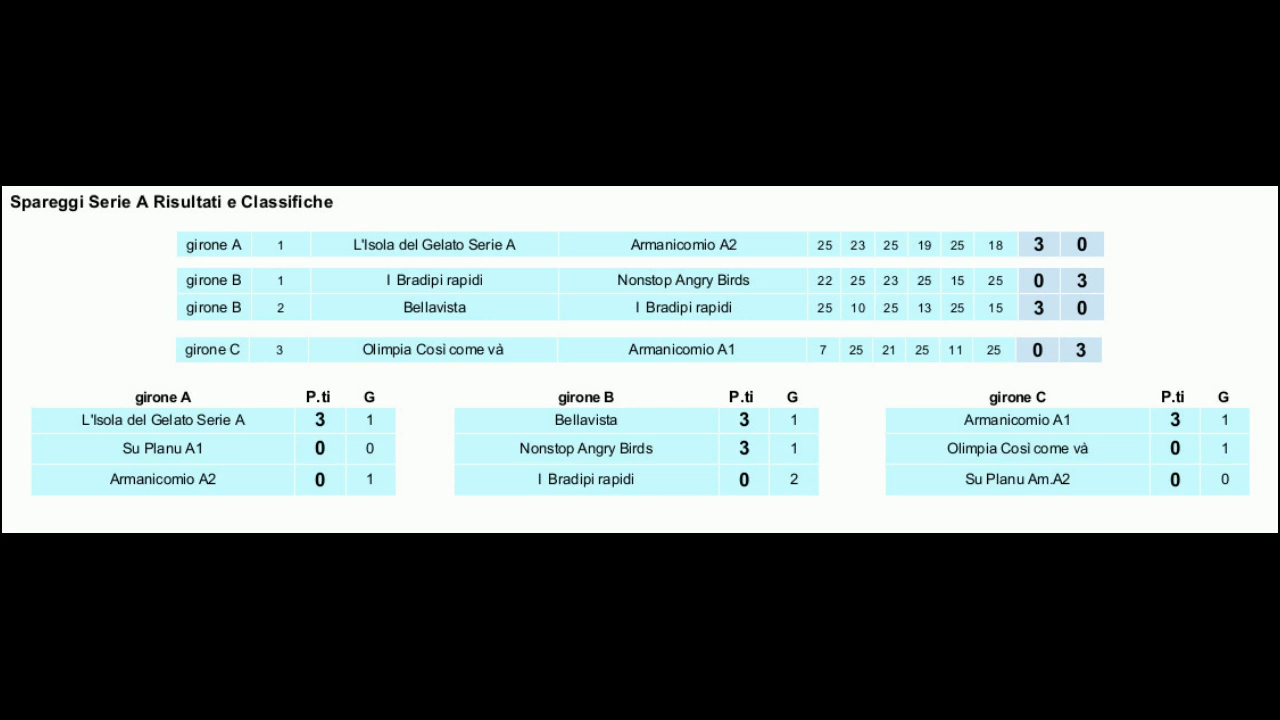 Spareggi Serie A Risultati e Classifiche
girone A 1 L'Isola del Gelato Serie A Armanicomio A2 25 23 25 19 25 18 3 0
girone B 1 I Bradipi rapidi Nonstop Angry Birds 22 25 23 25 15 25 0 3
girone B 2 Bellavista I Bradipi rapidi 25 10 25 13 25 15 3 0
girone C 3 Olimpia Così come và Armanicomio A1 7 25 21 25 11 25 0 3
girone A P.ti G girone B P.ti G girone C P.ti G
L'Isola del Gelato Serie A 3 1 Bellavista 3 1 Armanicomio A1 3 1
Su Planu A1 0 0 Nonstop Angry Birds 3 1 Olimpia Così come và 0 1
Armanicomio A2 0 1 I Bradipi rapidi 0 2 Su Planu Am.A2 0 0